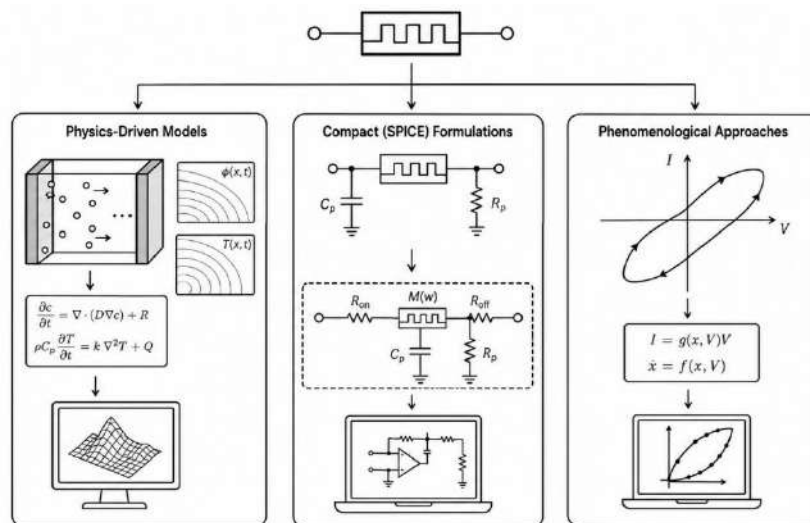 Physics-Driven Models
ϕ(x, t)
T(x, t)
∂c/∂t = ∇ · (D∇c) + R
ρC_p ∂T/∂t = k ∇²T + Q
Compact (SPICE) Formulations
C_p
R_p
M(w)
R_on
R_off
C_p
R_p
Phenomenological Approaches
I
V
I = g(x, V)V
ẋ = f(x, V)